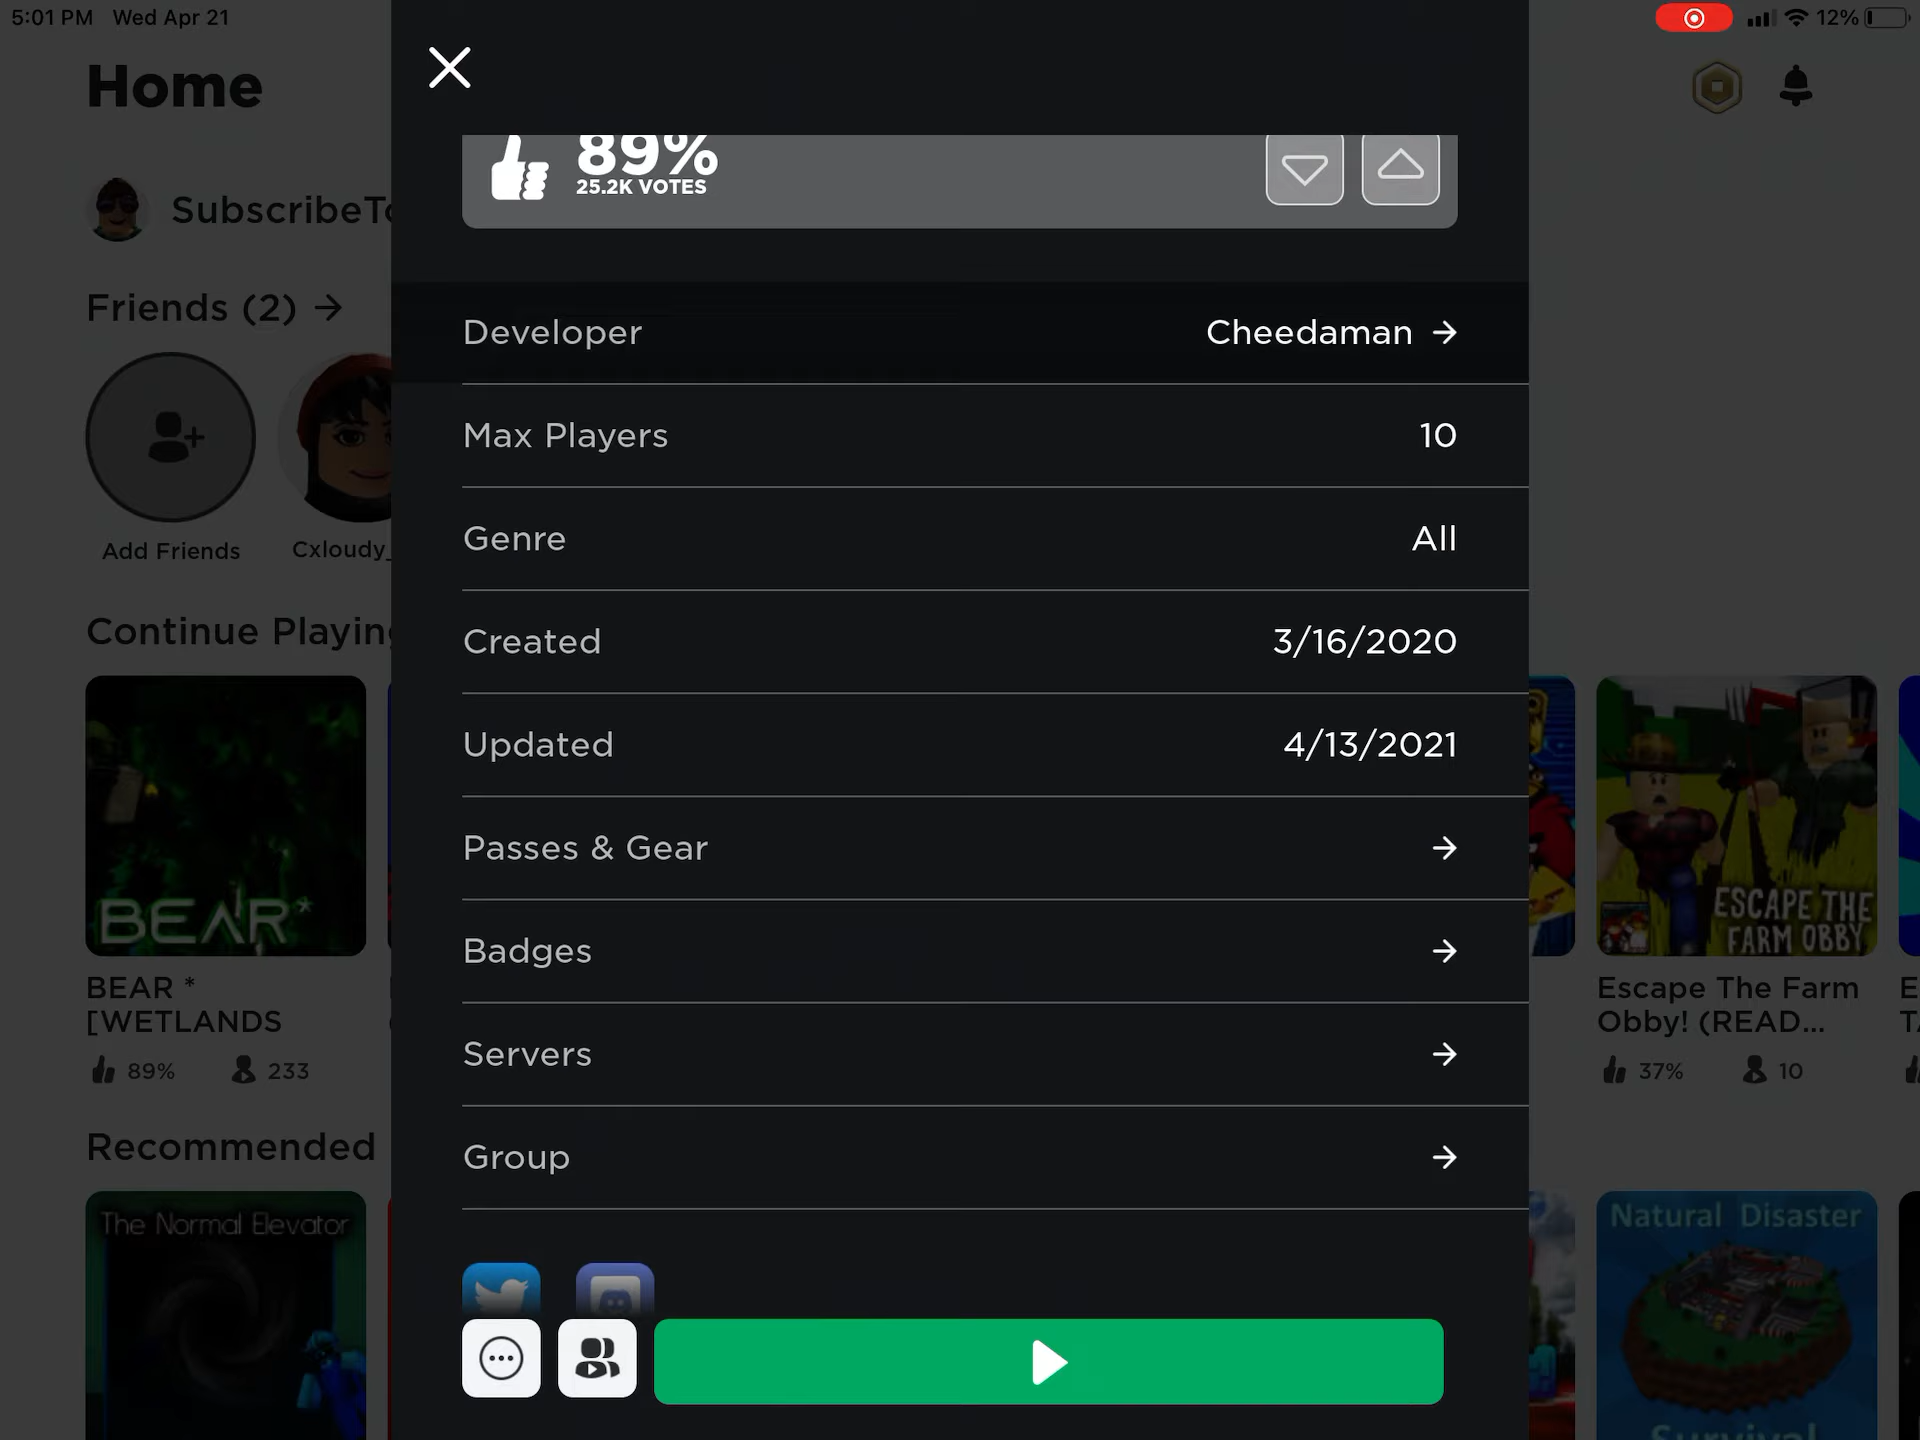 5:01 PM Wed Apr 21
12%
Home
89%
25.2K VOTES
SubscribeTo
Friends (2)
Add Friends
Cxloudy_
Developer
Cheedaman
Max Players
10
Genre
All
Created
3/16/2020
Updated
4/13/2021
Passes & Gear
Badges
Servers
Group
Continue Playing
BEAR*
BEAR *
[WETLANDS
89%
233
ESCAPE THE
FARM OBBY
Escape The Farm
Obby! (READ...
37%
10
Recommended
The Normal Elevator
Natural Disaster
Survival